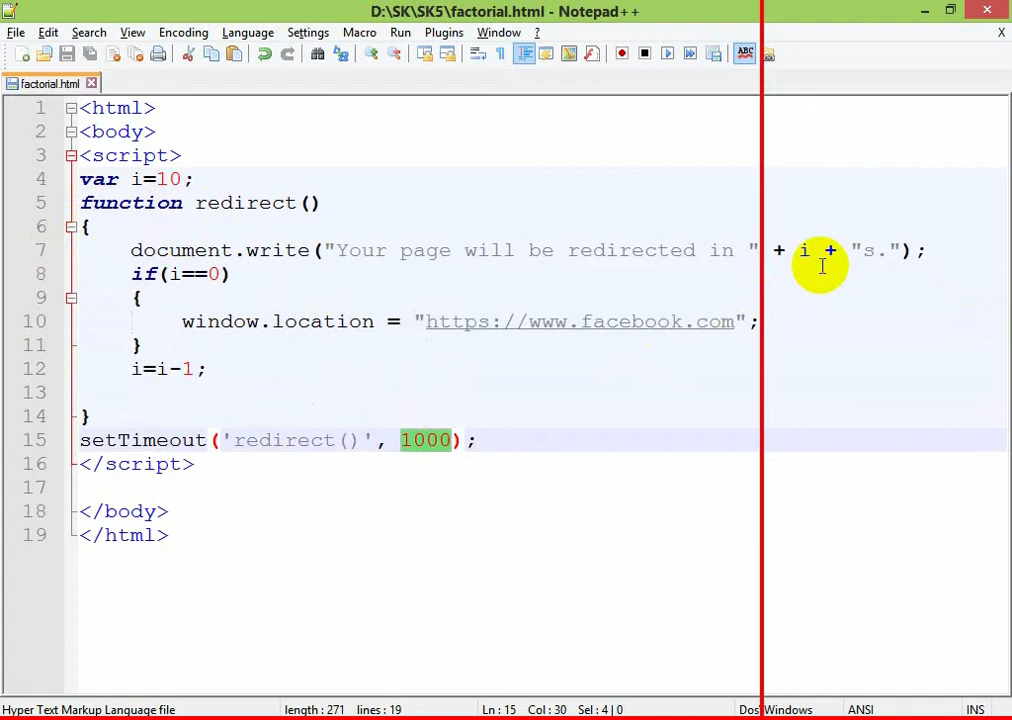 D:\SK\SK5\factorial.html - Notepad++
File Edit Search View Encoding Language Settings Macro Run Plugins Window ? X
ABC
factorial.html
1 <html>
2 <body>
3 <script>
4 var i=10;
5 function redirect()
6 {
7 document.write("Your page will be redirected in " + i + "s.");
8 if(i==0)
9 {
10 window.location = "https://www.facebook.com";
11 }
12 i=i-1;
13
14 }
15 setTimeout('redirect()', 1000);
16 </script>
17
18 </body>
19 </html>
Hyper Text Markup Language file length : 271 lines : 19 Ln : 15 Col : 30 Sel : 4 | 0 Dos\Windows ANSI INS